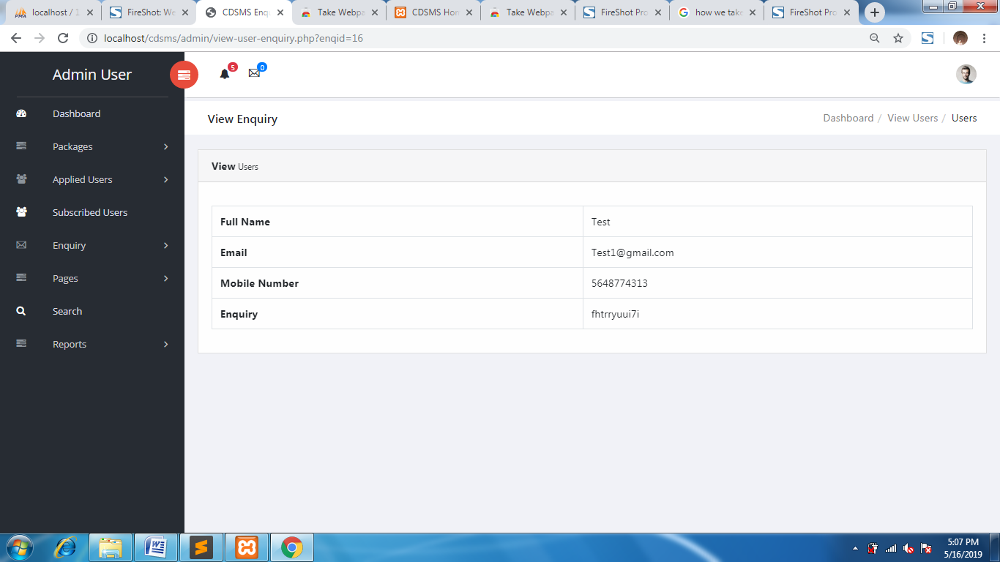 localhost / 1
FireShot: We
CDSMS Enq
Take Webpa
CDSMS Hom
Take Webpa
FireShot Pro
how we take
FireShot Pro
localhost/cdsms/admin/view-user-enquiry.php?enqid=16
Admin User
5
0
Dashboard
Packages
Applied Users
Subscribed Users
Enquiry
Pages
Search
Reports
View Enquiry
Dashboard / View Users / Users
View Users
Full Name Test
Email Test1@gmail.com
Mobile Number 5648774313
Enquiry fhtrryuui7i
5:07 PM
5/16/2019